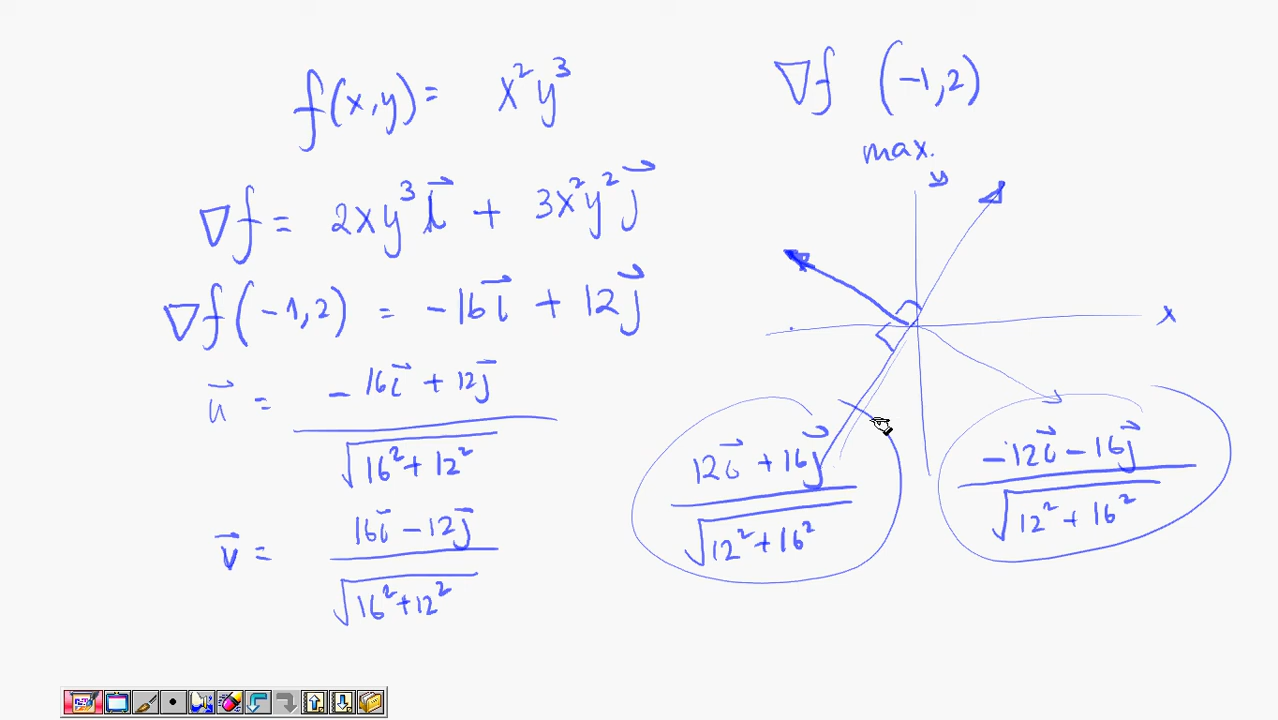 f(x,y) = x²y³
∇f = 2xy³i⃗ + 3x²y²j⃗
∇f(-1,2) = -16i⃗ + 12j⃗
u⃗ = (-16i⃗ + 12j⃗) / √(16² + 12²)
v⃗ = (16i⃗ - 12j⃗) / √(16² + 12²)
∇f (-1,2)
max.
y
x
(12i⃗ + 16j⃗) / √(12² + 16²)
(-12i⃗ - 16j⃗) / √(12² + 16²)